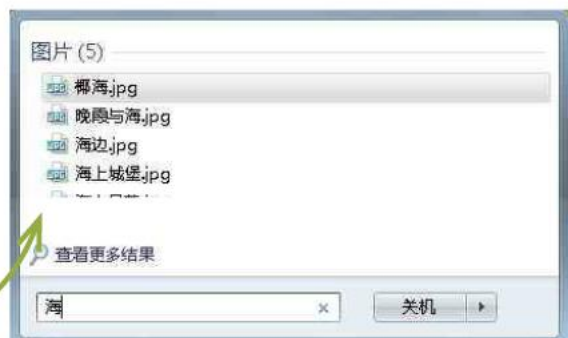 图片 (5)
椰海.jpg
晚霞与海.jpg
海边.jpg
海上城堡.jpg
查看更多结果
海
关机